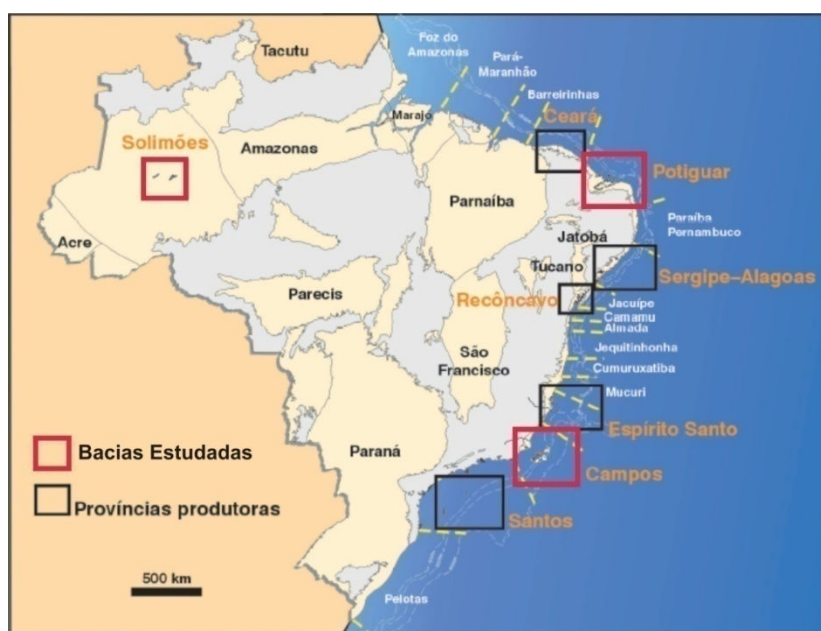 Tacutu
Foz do
Amazonas
Pará-
Maranhão
Barreirinhas
Ceará
Marajo
Solimões
Amazonas
Potiguar
Parnaíba
Paraíba
Pernambuco
Acre
Jatobá
Tucano
Sergipe–Alagoas
Parecis
Recôncavo
Jacuípe
Camamu
Almada
São
Francisco
Jequitinhonha
Cumuruxatiba
Mucuri
Espírito Santo
Bacias Estudadas
Paraná
Campos
Províncias produtoras
Santos
500 km
Pelotas